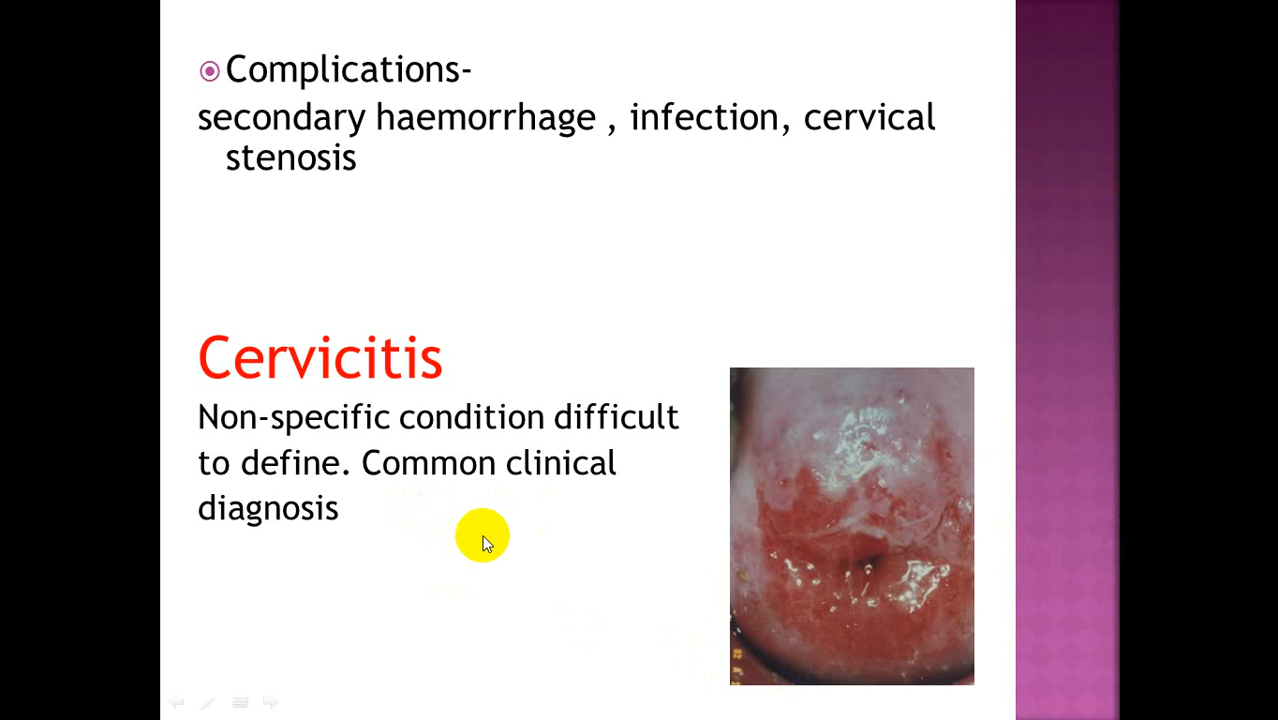 Complications-
secondary haemorrhage , infection, cervical
stenosis
Cervicitis
Non-specific condition difficult
to define. Common clinical
diagnosis